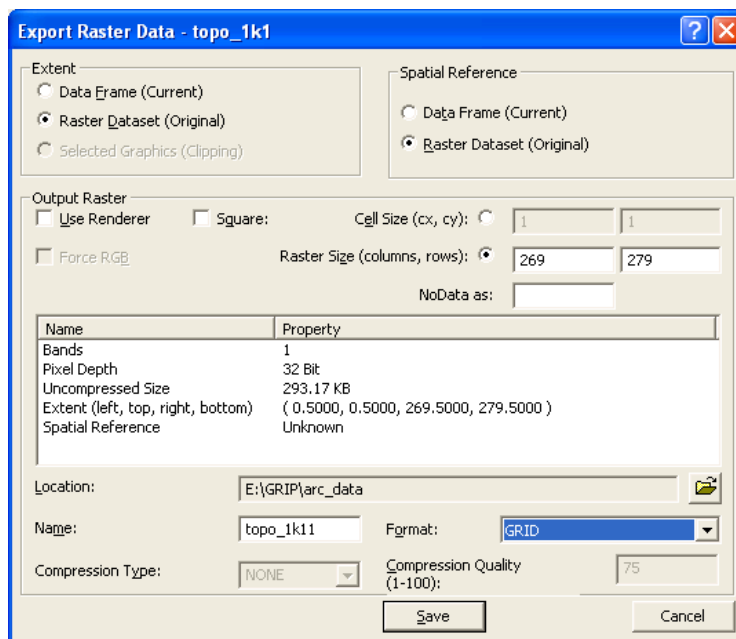 Export Raster Data - topo_1k1
Extent
Data Frame (Current)
Raster Dataset (Original)
Selected Graphics (Clipping)
Spatial Reference
Data Frame (Current)
Raster Dataset (Original)
Output Raster
Use Renderer Square: Cell Size (cx, cy): 1 1
Force RGB Raster Size (columns, rows): 269 279
NoData as:
Name Property
Bands 1
Pixel Depth 32 Bit
Uncompressed Size 293.17 KB
Extent (left, top, right, bottom) ( 0.5000, 0.5000, 269.5000, 279.5000 )
Spatial Reference Unknown
Location: E:\GRIP\arc_data
Name: topo_1k11 Format: GRID
Compression Type: NONE Compression Quality
(1-100): 75
Save Cancel